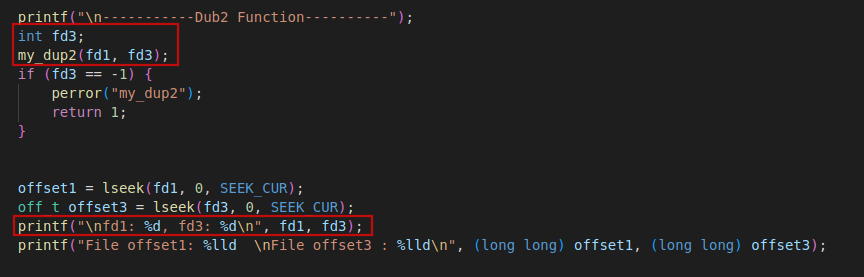 printf("\n-----------Dub2 Function----------");
int fd3;
my_dup2(fd1, fd3);
if (fd3 == -1) {
    perror("my_dup2");
    return 1;
}
offset1 = lseek(fd1, 0, SEEK_CUR);
off_t offset3 = lseek(fd3, 0, SEEK_CUR);
printf("\nfd1: %d, fd3: %d\n", fd1, fd3);
printf("File offset1: %lld  \nFile offset3 : %lld\n", (long long) offset1, (long long) offset3);